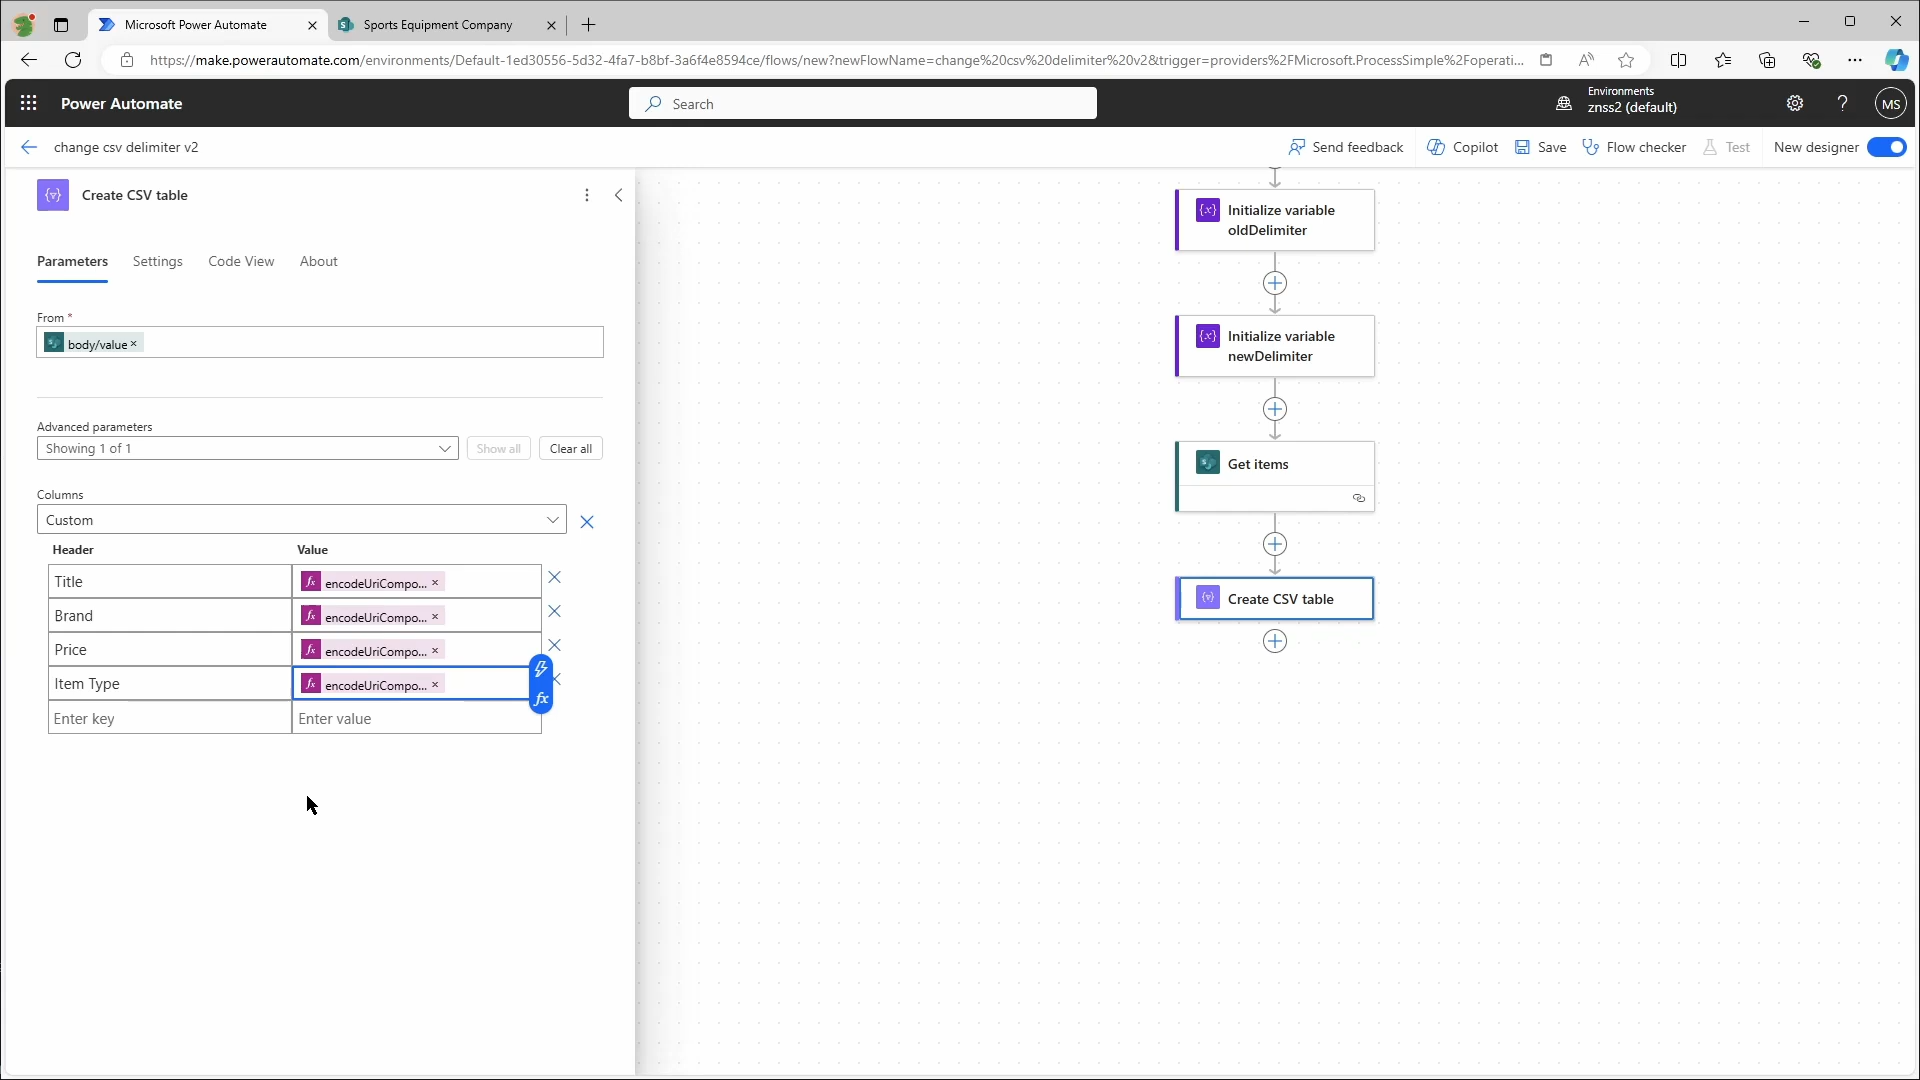 Microsoft Power Automate
Sports Equipment Company
https://make.powerautomate.com/environments/Default-1ed30556-5d32-4fa7-b8bf-3a6f4e8594ce/flows/new?newFlowName=change%20csv%20delimiter%20v2&trigger=providers%2FMicrosoft.ProcessSimple%2Foperati...
Power Automate
Search
Environments
znss2 (default)
MS
change csv delimiter v2
Send feedback
Copilot
Save
Flow checker
Test
New designer
Create CSV table
Parameters
Settings
Code View
About
From *
body/value
Advanced parameters
Showing 1 of 1
Show all
Clear all
Columns
Custom
Header
Value
Title
encodeUriCompo...
Brand
encodeUriCompo...
Price
encodeUriCompo...
Item Type
encodeUriCompo...
Enter key
Enter value
Initialize variable
oldDelimiter
Initialize variable
newDelimiter
Get items
Create CSV table